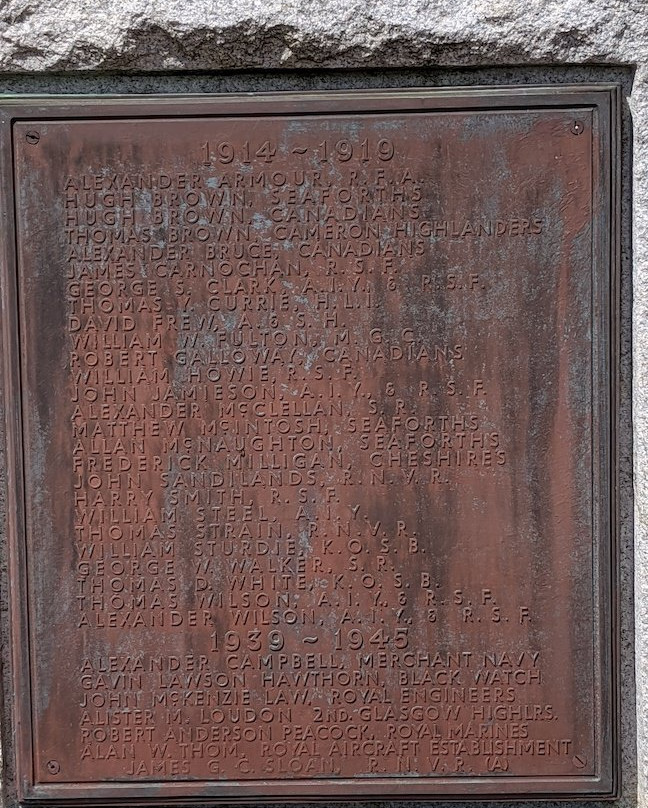 1914 ~ 1919
ALEXANDER ARMOUR, R.F.A.
HUGH BROWN, SEAFORTHS
HUGH BROWN, CANADIANS
THOMAS BROWN, CAMERON HIGHLANDERS
ALEXANDER BRUCE, CANADIANS
JAMES CARNOCHAN, R.S.F.
GEORGE S. CLARK, A.I.Y., & R.S.F.
THOMAS Y. CURRIE, H.L.I.
DAVID FREW, A.& S.H.
WILLIAM W. FULTON, M.G.C.
ROBERT GALLOWAY, CANADIANS
WILLIAM HOWIE, R.S.F.
JOHN JAMIESON, A.I.Y., & R.S.F.
ALEXANDER McCLELLAN, S.R.
MATTHEW McINTOSH, SEAFORTHS
ALLAN McNAUGHTON, SEAFORTHS
FREDERICK MILLIGAN, CHESHIRES
JOHN SANDILANDS, R.N.V.R.
HARRY SMITH, R.S.F.
WILLIAM STEEL, A.I.Y.
THOMAS STRAIN, R.N.V.R.
WILLIAM STURDIE, K.O.S.B.
GEORGE W. WALKER, S.R.
THOMAS D. WHITE, K.O.S.B.
THOMAS WILSON, A.I.Y., & R.S.F.
ALEXANDER WILSON, A.I.Y., & R.S.F.
1939 ~ 1945
ALEXANDER CAMPBELL, MERCHANT NAVY
GAVIN LAWSON HAWTHORN, BLACK WATCH
JOHN McKENZIE LAW, ROYAL ENGINEERS
ALISTER M. LOUDON 2ND. GLASGOW HIGHLRS.
ROBERT ANDERSON PEACOCK, ROYAL MARINES
ALAN W. THOM, ROYAL AIRCRAFT ESTABLISHMENT
JAMES G. C. SLOAN, R.N.V.R. (A)